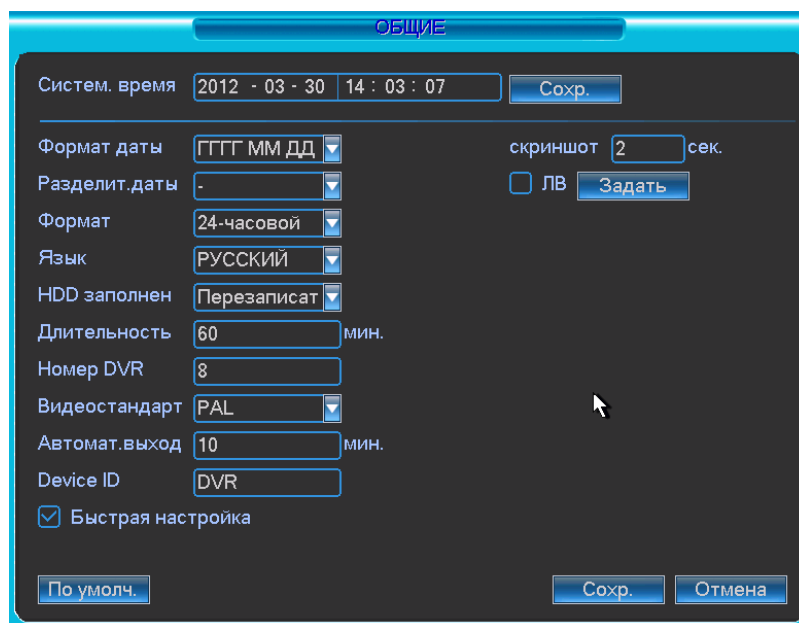 ОБЩИЕ
Систем. время 2012 - 03 - 30 14 : 03 : 07 Сохр.
Формат даты ГГГГ ММ ДД скриншот 2 сек.
Разделит.даты - ЛВ Задать
Формат 24-часовой
Язык РУССКИЙ
HDD заполнен Перезаписат
Длительность 60 мин.
Номер DVR 8
Видеостандарт PAL
Автомат.выход 10 мин.
Device ID DVR
Быстрая настройка
По умолч. Сохр. Отмена